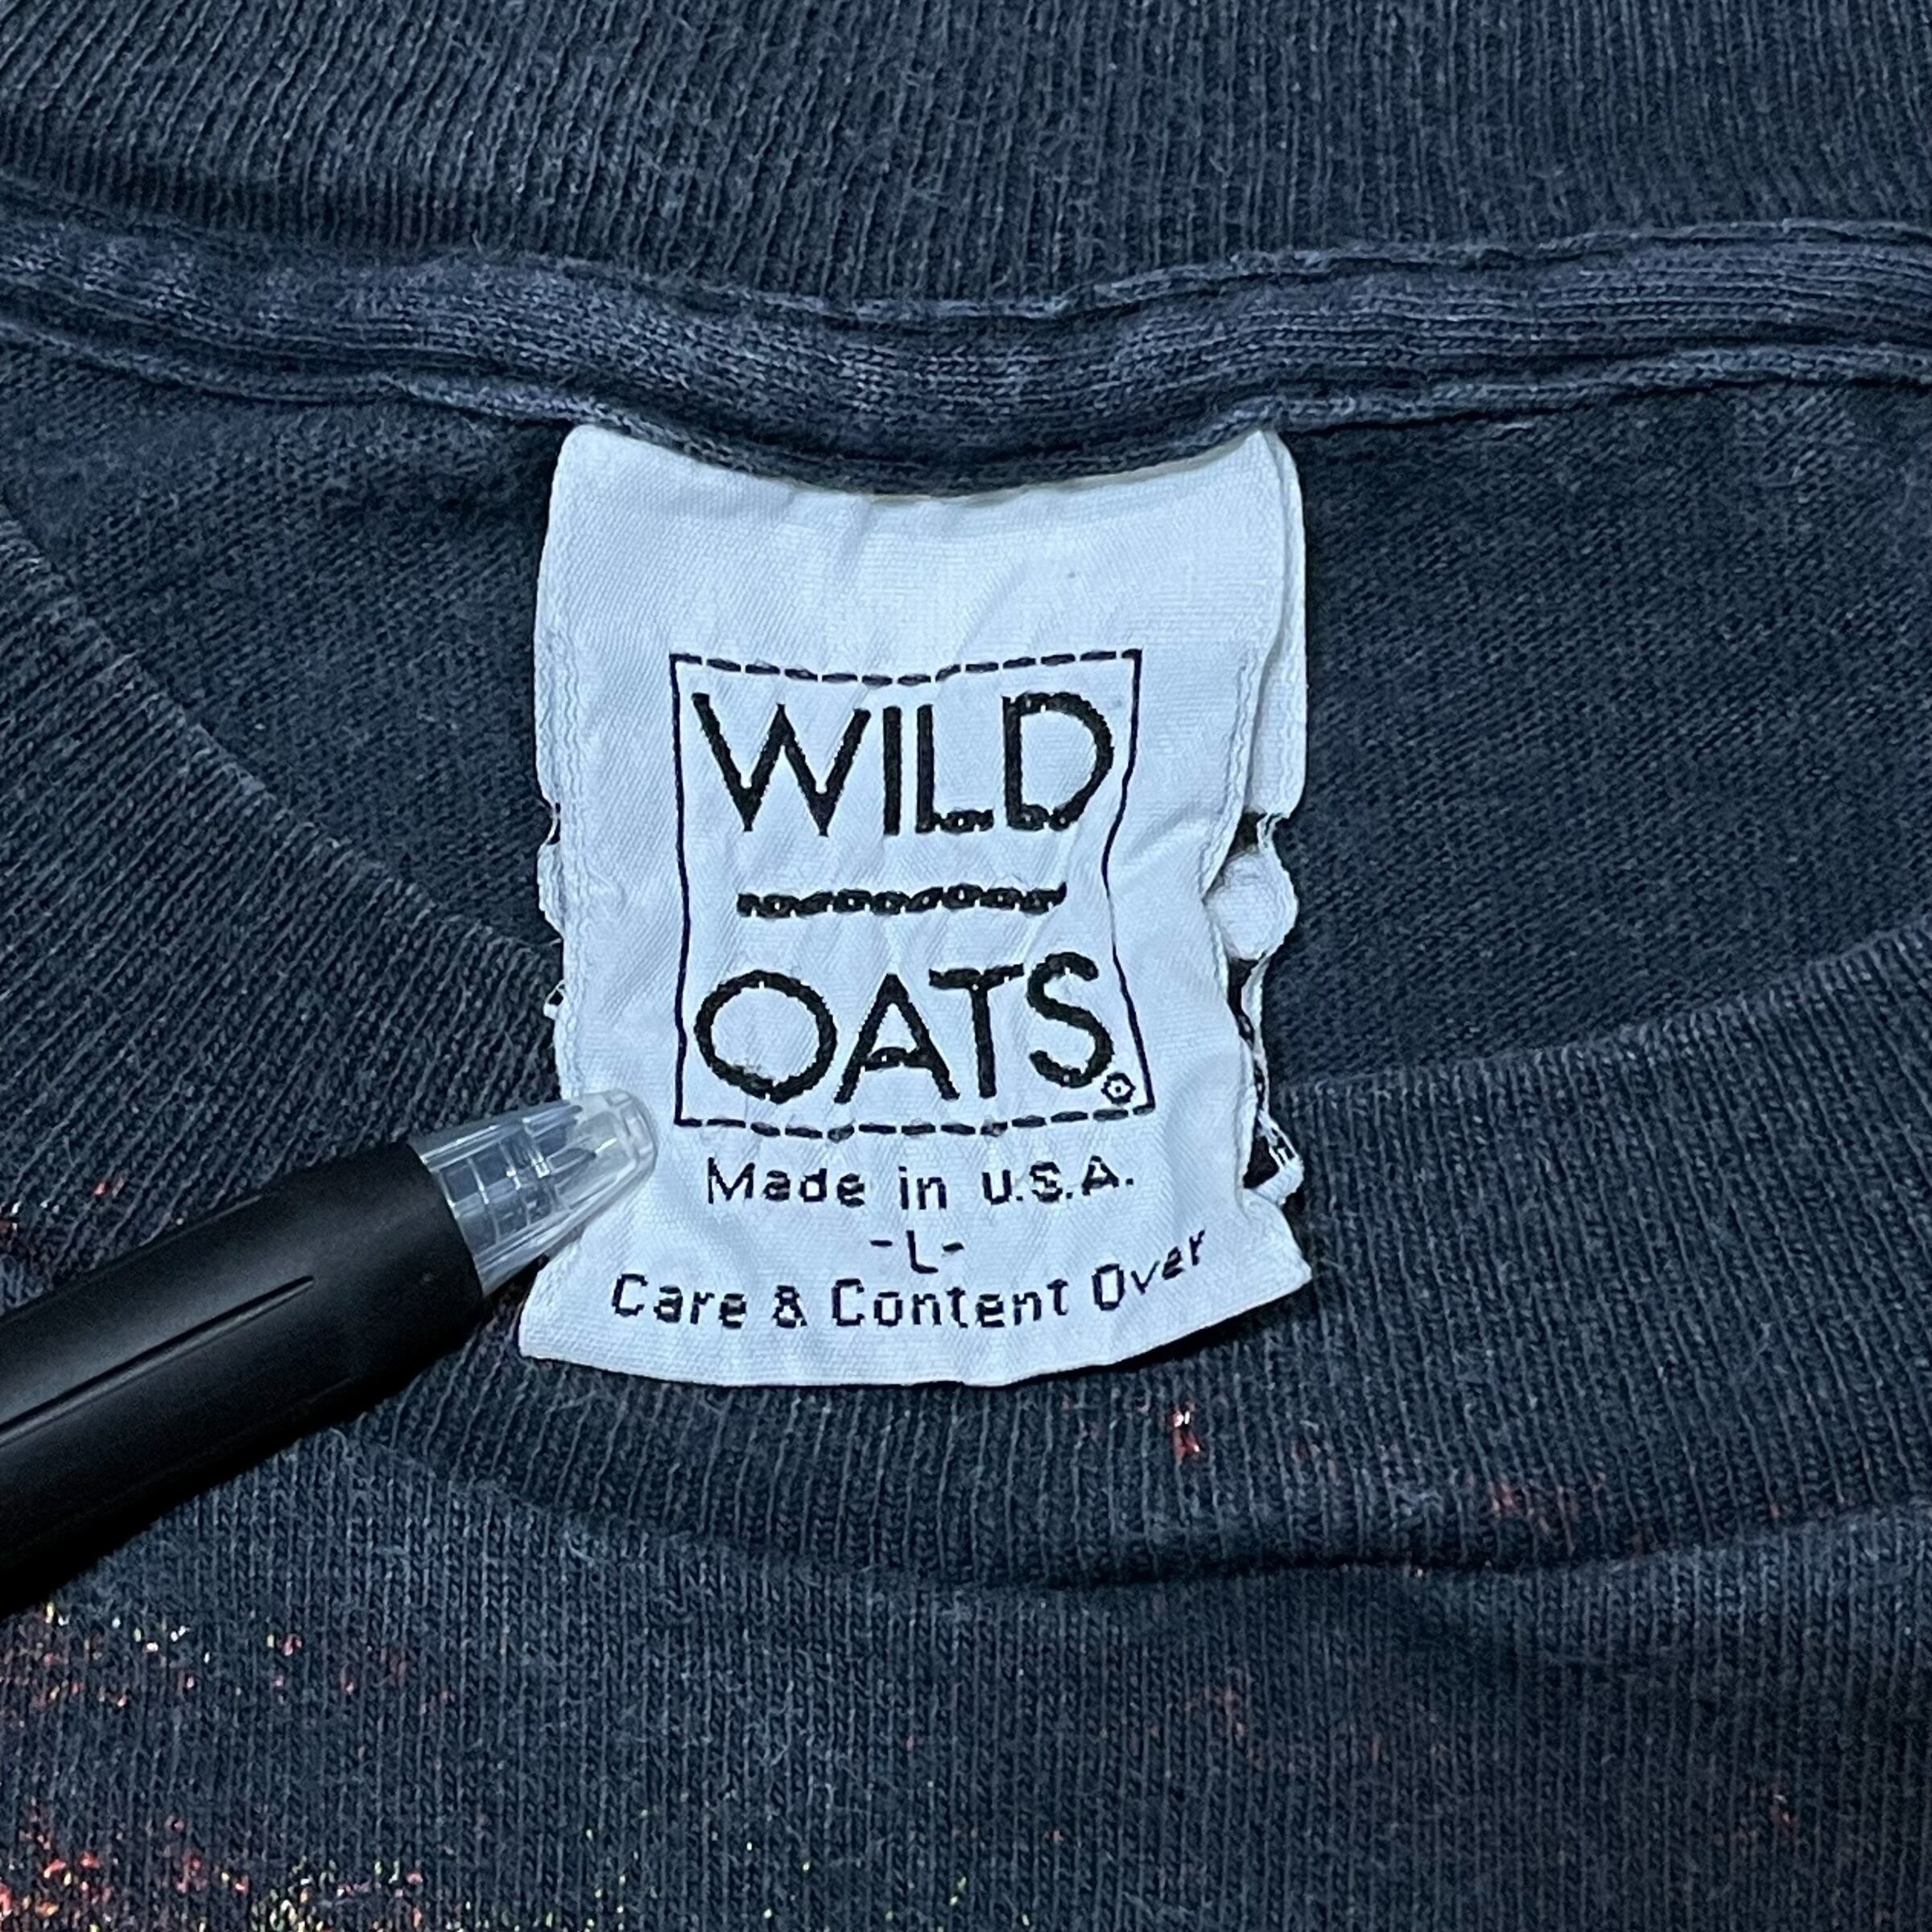 WILD
OATS®
Made in U.S.A.
-L-
Care & Content Over